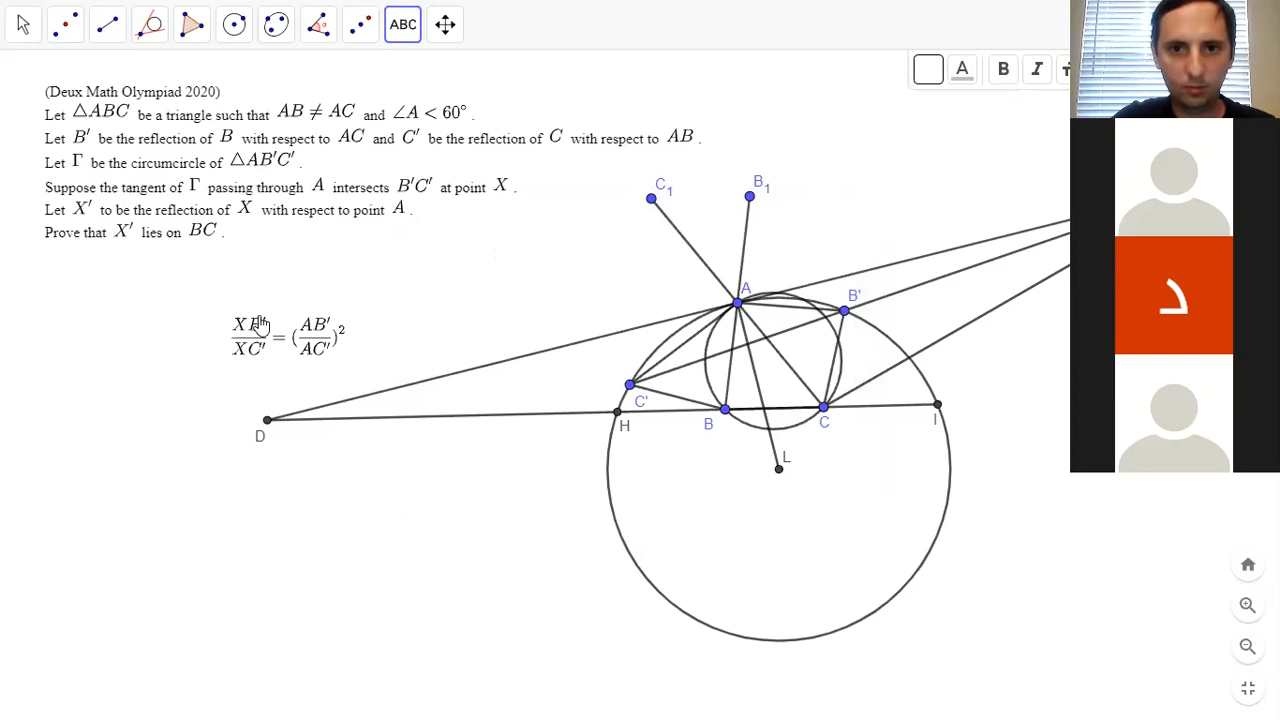 ABC
A B I
(Deux Math Olympiad 2020)
Let △ABC be a triangle such that AB ≠ AC and ∠A < 60° .
Let B′ be the reflection of B with respect to AC and C′ be the reflection of C with respect to AB .
Let Γ be the circumcircle of △AB′C′ .
Suppose the tangent of Γ passing through A intersects B′C′ at point X .
Let X′ to be the reflection of X with respect to point A .
Prove that X′ lies on BC .
C₁
B₁
A
B'
XC′ = (AB′/AC′)²
C'
H
B
C
I
D
L
ד